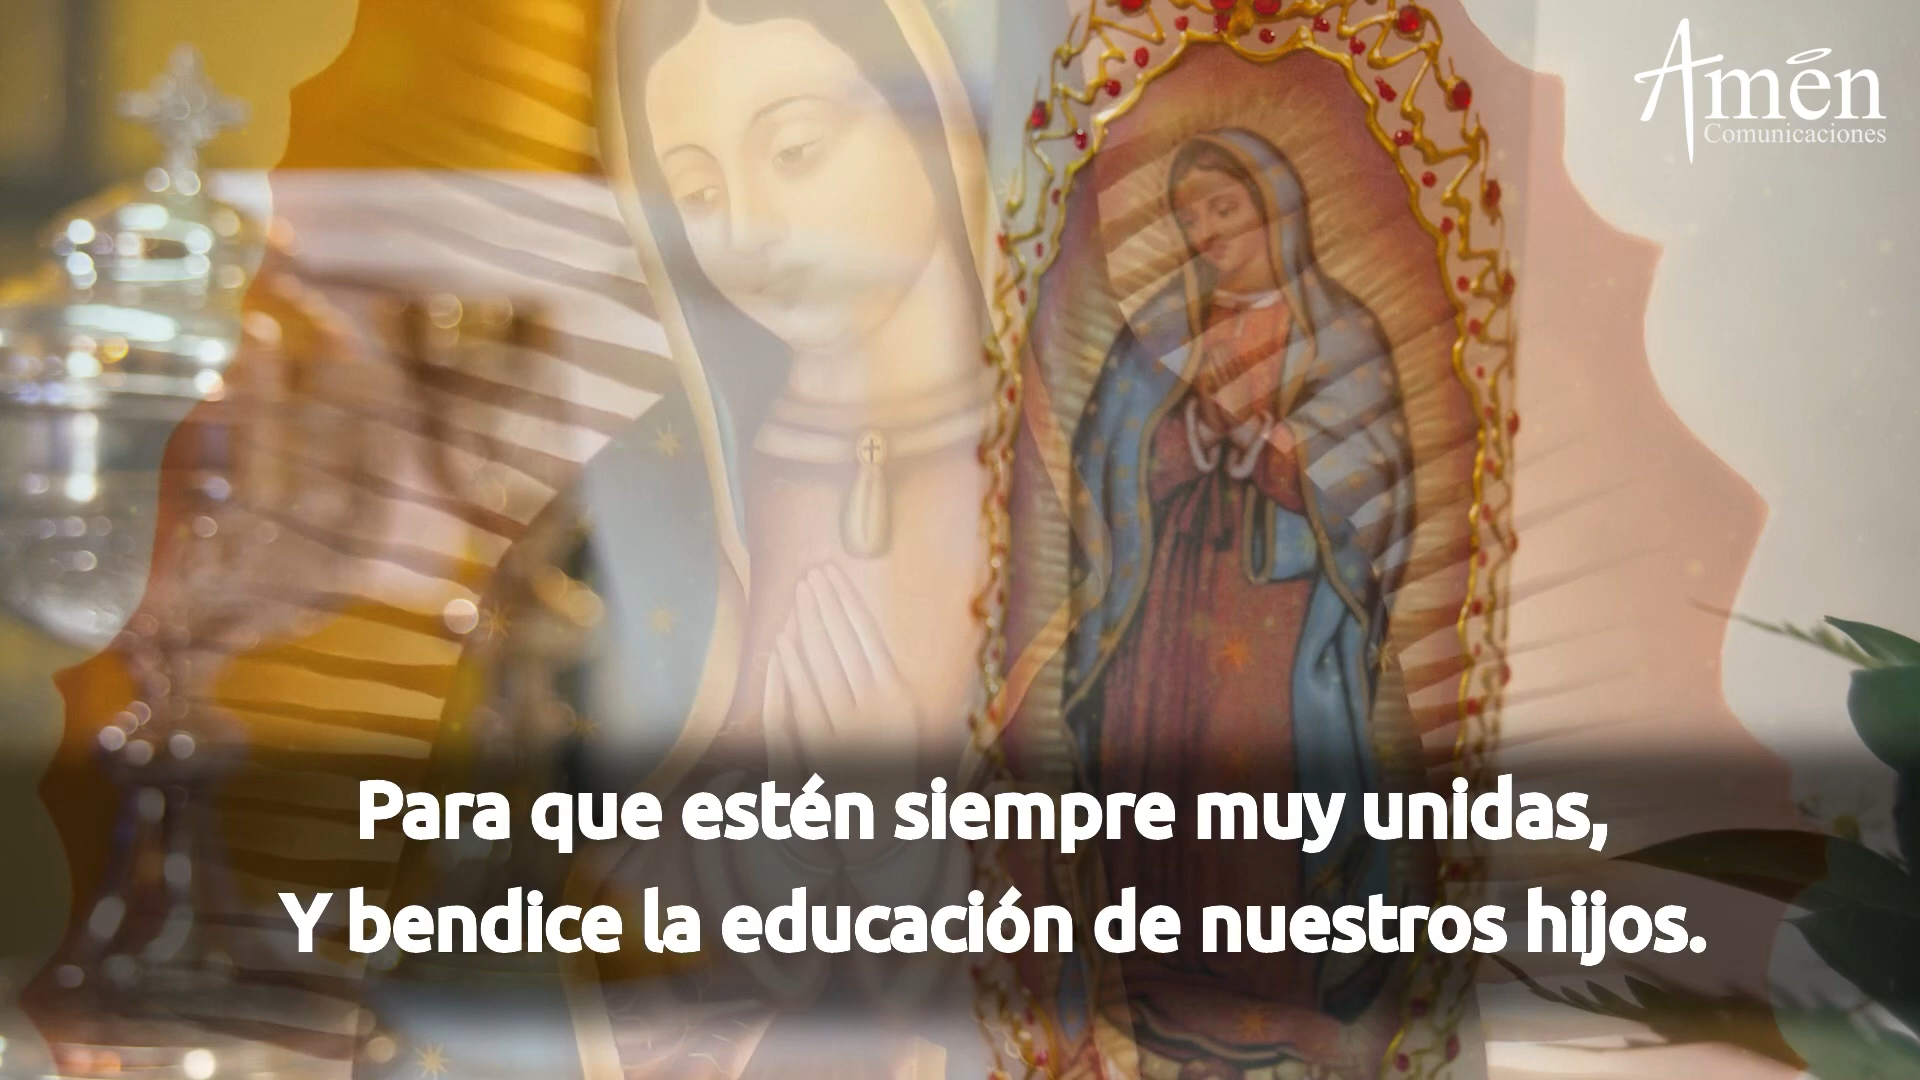 Amén
Comunicaciones
Para que estén siempre muy unidas,
Y bendice la educación de nuestros hijos.